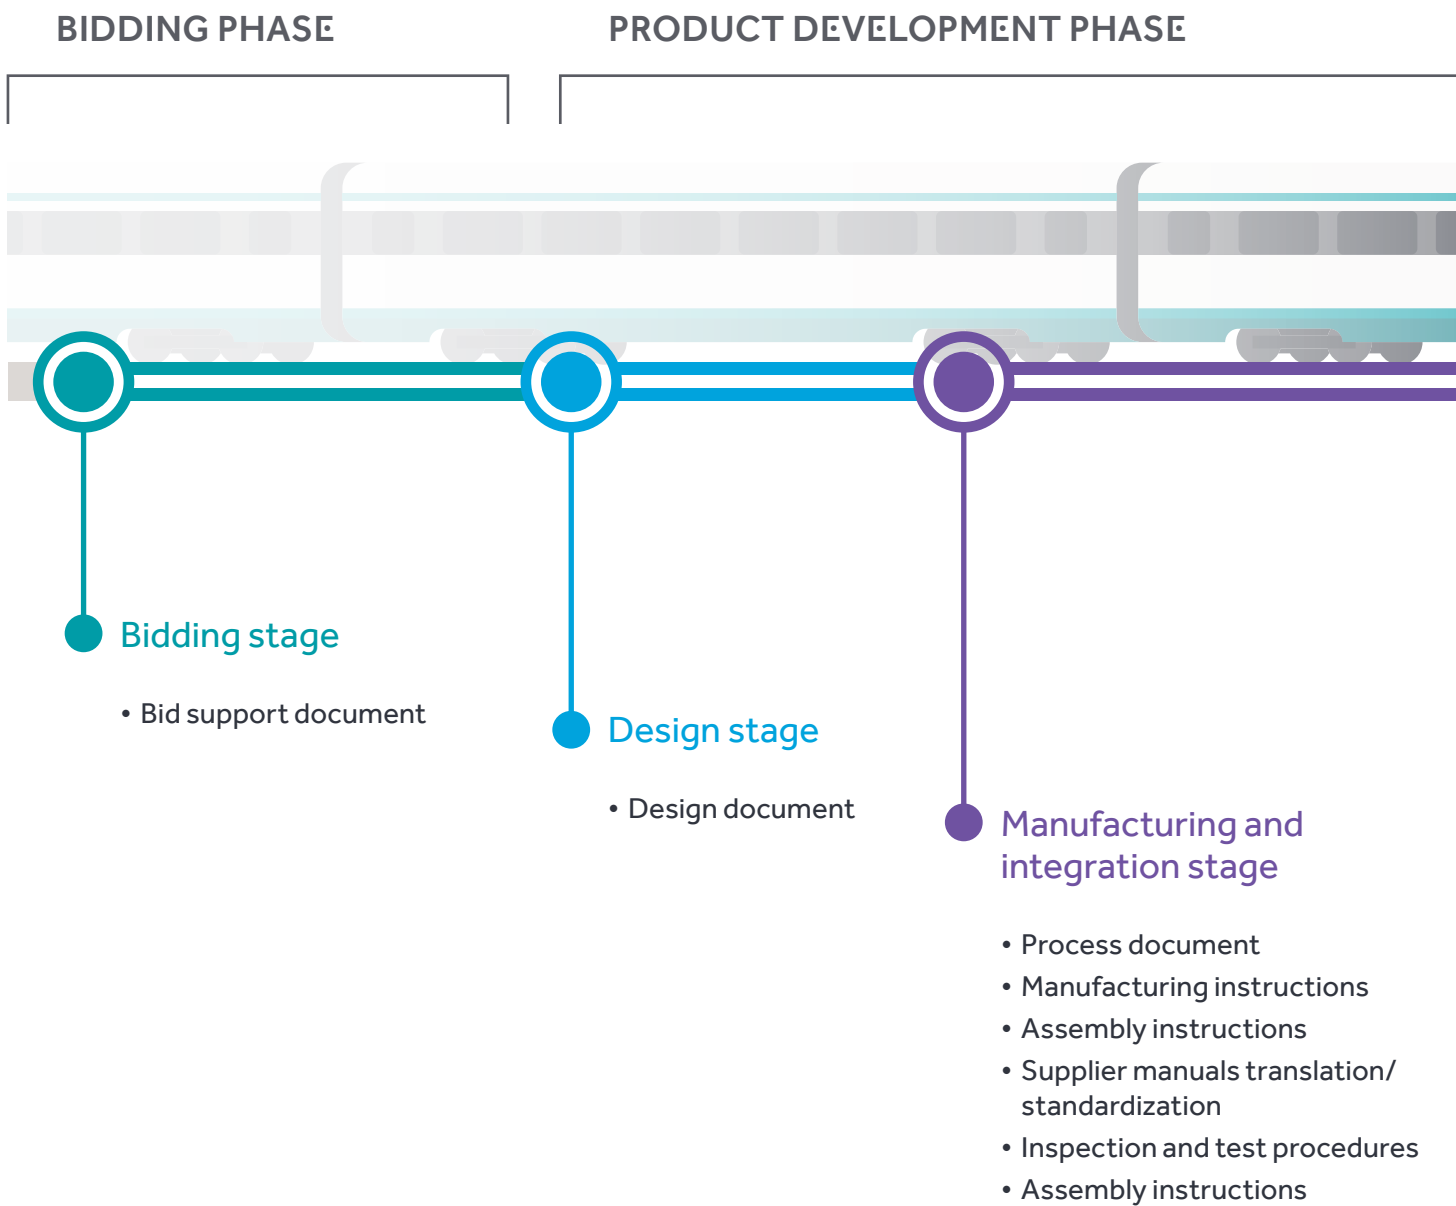 BIDDING PHASE
PRODUCT DEVELOPMENT PHASE
Bidding stage
• Bid support document
Design stage
• Design document
Manufacturing and
integration stage
• Process document
• Manufacturing instructions
• Assembly instructions
• Supplier manuals translation/
standardization
• Inspection and test procedures
• Assembly instructions